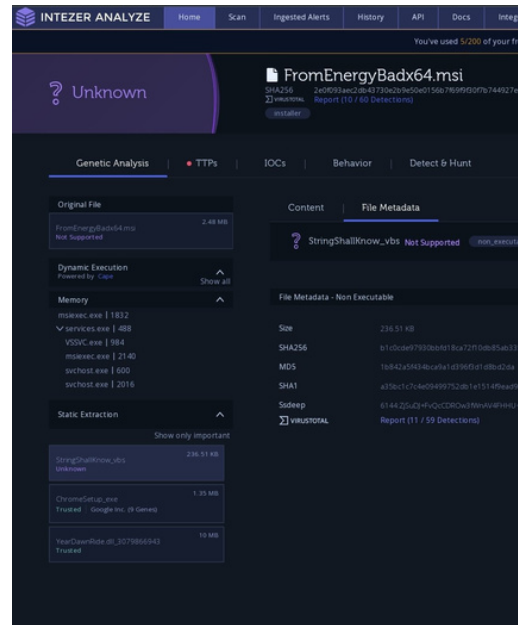 INTEZER ANALYZE Home Scan Ingested Alerts History API Docs Integ
You've used 5/200 of your fr
? Unknown
FromEnergyBadx64.msi
SHA256
VIRUSTOTAL Report (10 / 60 Detections)
installer
Genetic Analysis TTPs IOCs Behavior Detect & Hunt
Original File
FromEnergyBadx64.msi 2.48 MB
Not Supported
Dynamic Execution
Powered by Cape
Show all
Memory
msiexec.exe | 1832
services.exe | 488
VSSVC.exe | 984
msiexec.exe | 2140
svchost.exe | 600
svchost.exe | 2016
Static Extraction
Show only important
StringShallKnow_vbs 236.51 KB
Unknown
ChromeSetup_exe 1.35 MB
Trusted | Google Inc. (9 Genes)
YearDawnRide.dll_3079866943 10 MB
Trusted
Content File Metadata
? StringShallKnow_vbs Not Supported non_executa
File Metadata - Non Executable
Size 236.51 KB
SHA256
MD5
SHA1
Ssdeep
VIRUSTOTAL Report (11 / 59 Detections)